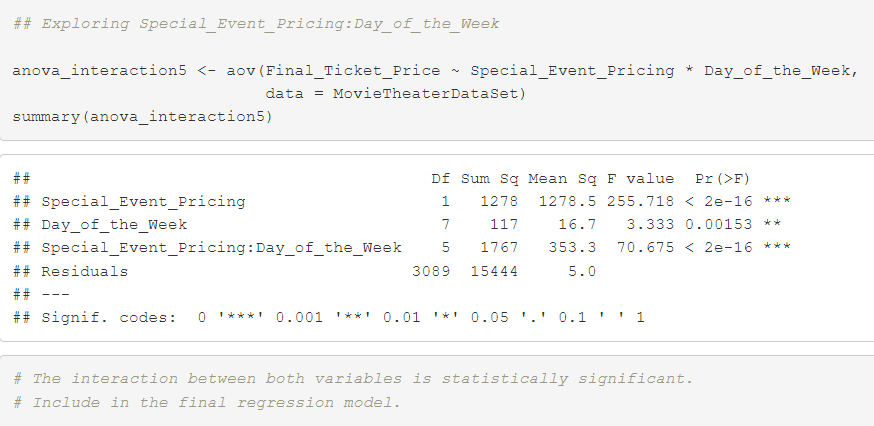 ## Exploring Special_Event_Pricing:Day_of_the_Week
anova_interaction5 <- aov(Final_Ticket_Price ~ Special_Event_Pricing * Day_of_the_Week,
data = MovieTheaterDataSet)
summary(anova_interaction5)
## Df Sum Sq Mean Sq F value Pr(>F)
## Special_Event_Pricing 1 1278 1278.5 255.718 < 2e-16 ***
## Day_of_the_Week 7 117 16.7 3.333 0.00153 **
## Special_Event_Pricing:Day_of_the_Week 5 1767 353.3 70.675 < 2e-16 ***
## Residuals 3089 15444 5.0
## ---
## Signif. codes: 0 '***' 0.001 '**' 0.01 '*' 0.05 '.' 0.1 ' ' 1
# The interaction between both variables is statistically significant.
# Include in the final regression model.